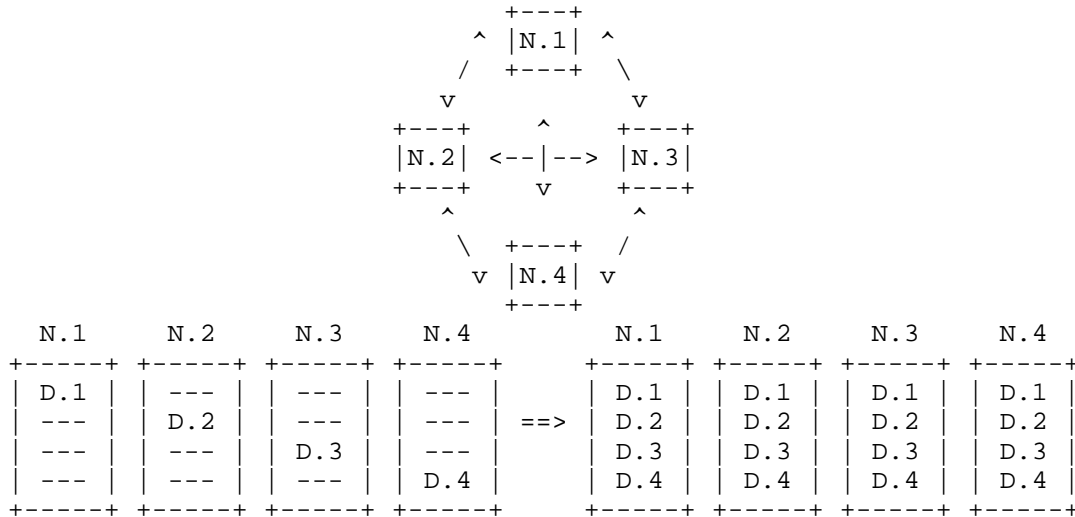 +---+
^ |N.1| ^
/ +---+ \
v v
+---+ ^ +---+
|N.2| <--|--> |N.3|
+---+ v +---+
^ ^
\ +---+ /
v |N.4| v
+---+
N.1 N.2 N.3 N.4 N.1 N.2 N.3 N.4
+-----+ +-----+ +-----+ +-----+ +-----+ +-----+ +-----+ +-----+
| D.1 | | --- | | --- | | --- | | D.1 | | D.1 | | D.1 | | D.1 |
| --- | | D.2 | | --- | | --- | ==> | D.2 | | D.2 | | D.2 | | D.2 |
| --- | | --- | | D.3 | | --- | | D.3 | | D.3 | | D.3 | | D.3 |
| --- | | --- | | --- | | D.4 | | D.4 | | D.4 | | D.4 | | D.4 |
+-----+ +-----+ +-----+ +-----+ +-----+ +-----+ +-----+ +-----+